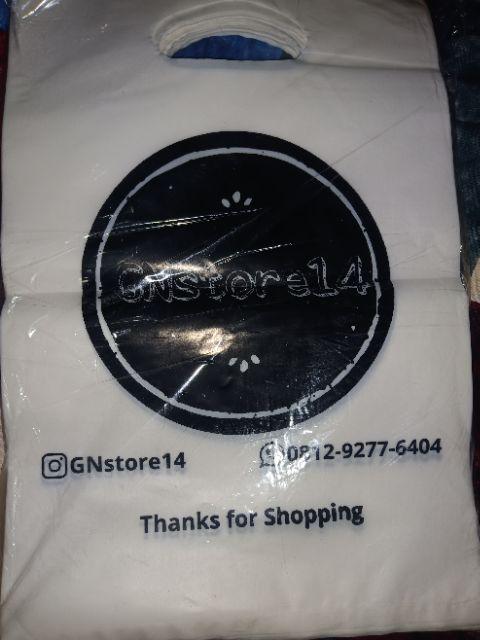 GNstore14
GNstore14
0812-9277-6404
Thanks for Shopping